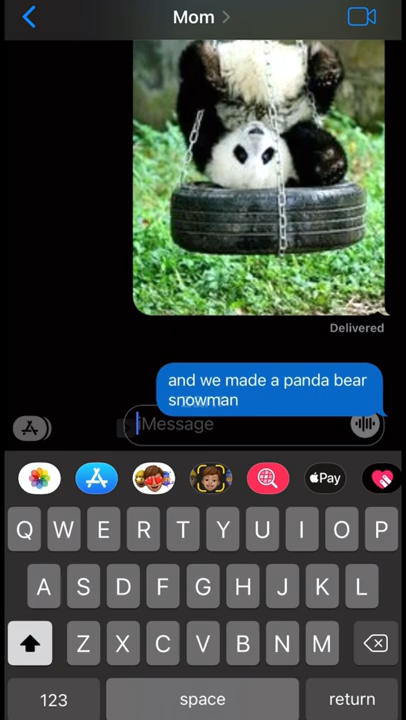 Mom
Delivered
and we made a panda bear
snowman
iMessage
Pay
Q W E R T Y U I O P
A S D F G H J K L
Z X C V B N M
123 space return